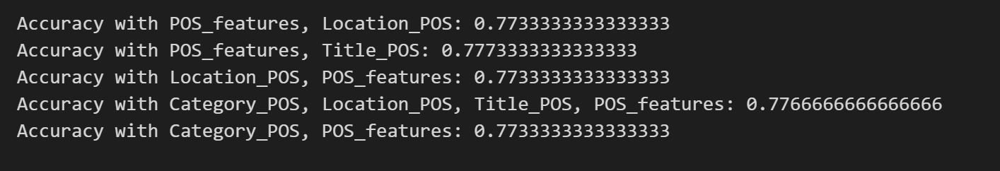 Accuracy with POS_features, Location_POS: 0.7733333333333333
Accuracy with POS_features, Title_POS: 0.7773333333333333
Accuracy with Location_POS, POS_features: 0.7733333333333333
Accuracy with Category_POS, Location_POS, Title_POS, POS_features: 0.7766666666666666
Accuracy with Category_POS, POS_features: 0.7733333333333333